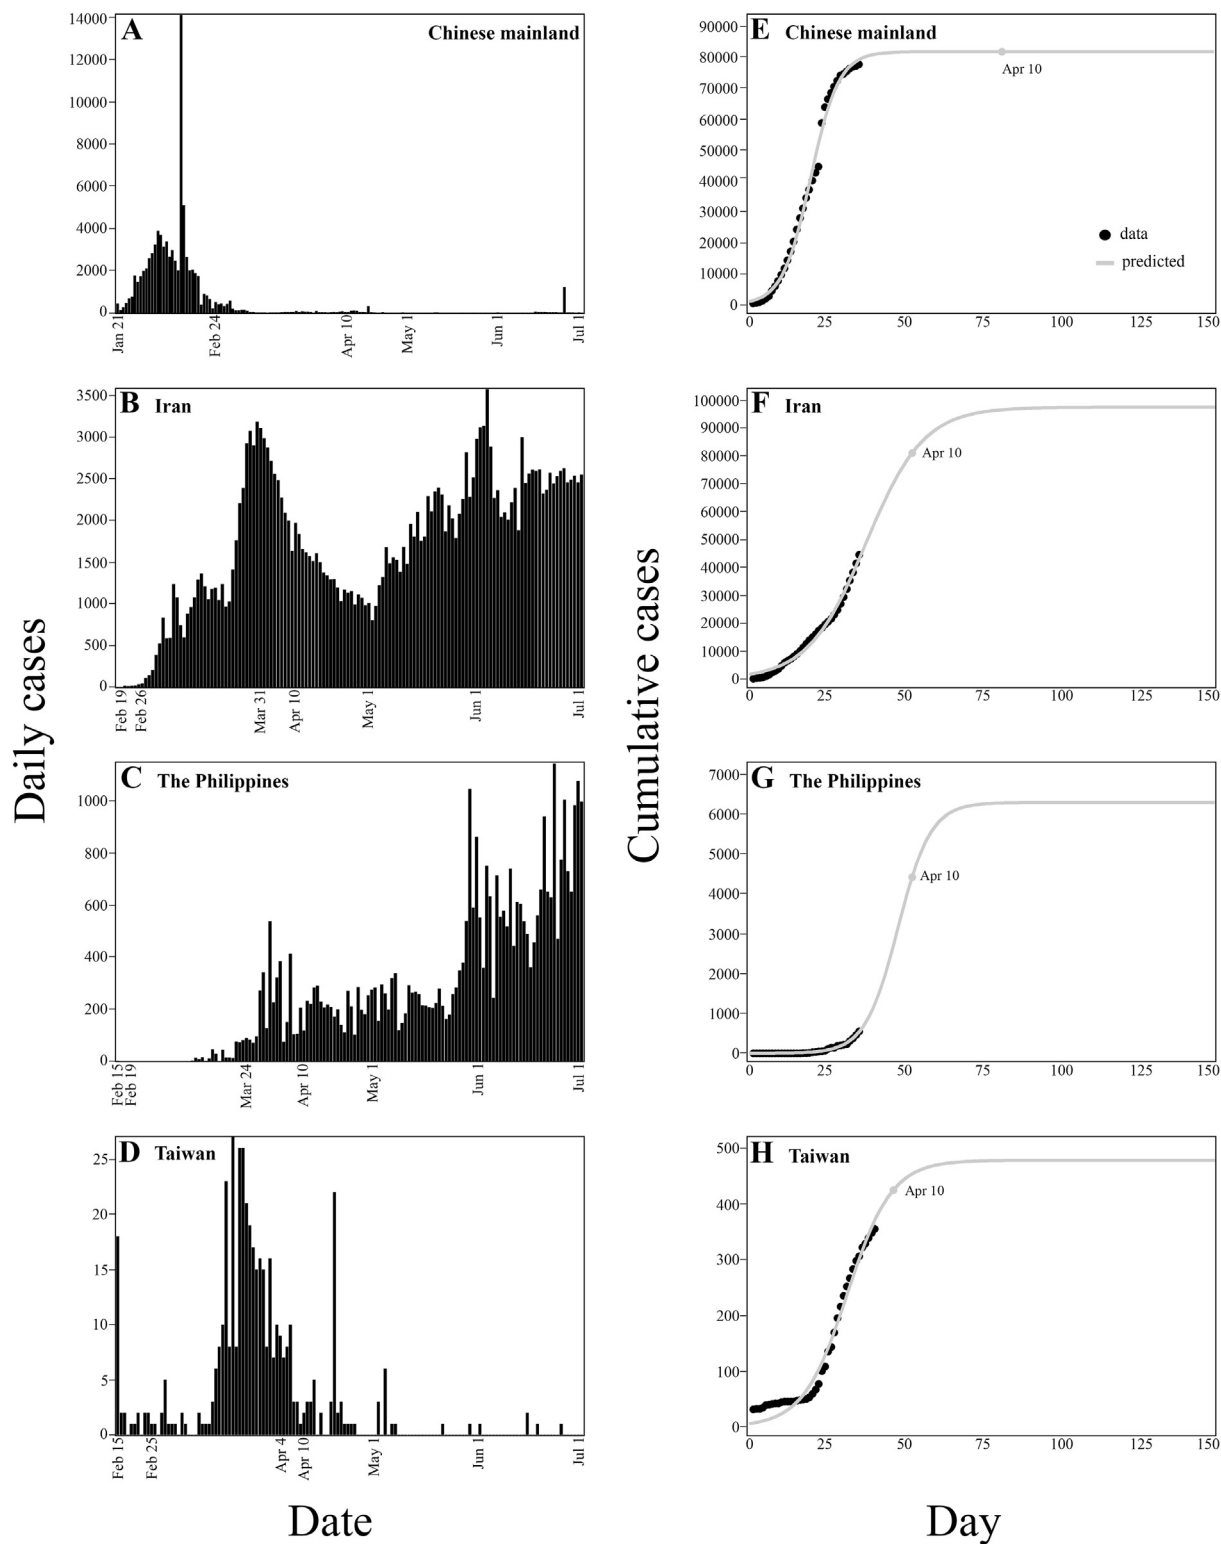 A
Chinese mainland
14000
12000
10000
8000
6000
4000
2000
0
Jan 21
Feb 24
Apr 10
May 1
Jun 1
Jul 1
E Chinese mainland
90000
80000
70000
60000
50000
40000
30000
20000
10000
0
Apr 10
data
predicted
0 25 50 75 100 125 150
B Iran
3500
3000
2500
2000
1500
1000
500
0
Feb 19
Feb 26
Mar 31
Apr 10
May 1
Jun 1
Jul 1
F Iran
100000
90000
80000
70000
60000
50000
40000
30000
20000
10000
0
Apr 10
0 25 50 75 100 125 150
Daily cases
Cumulative cases
C The Philippines
1000
800
600
400
200
0
Feb 15
Feb 19
Mar 24
Apr 10
May 1
Jun 1
Jul 1
G The Philippines
7000
6000
5000
4000
3000
2000
1000
0
Apr 10
0 25 50 75 100 125 150
D Taiwan
25
20
15
10
5
0
Feb 15
Feb 25
Apr 4
Apr 10
May 1
Jun 1
Jul 1
H Taiwan
500
400
300
200
100
0
Apr 10
0 25 50 75 100 125 150
Date
Day